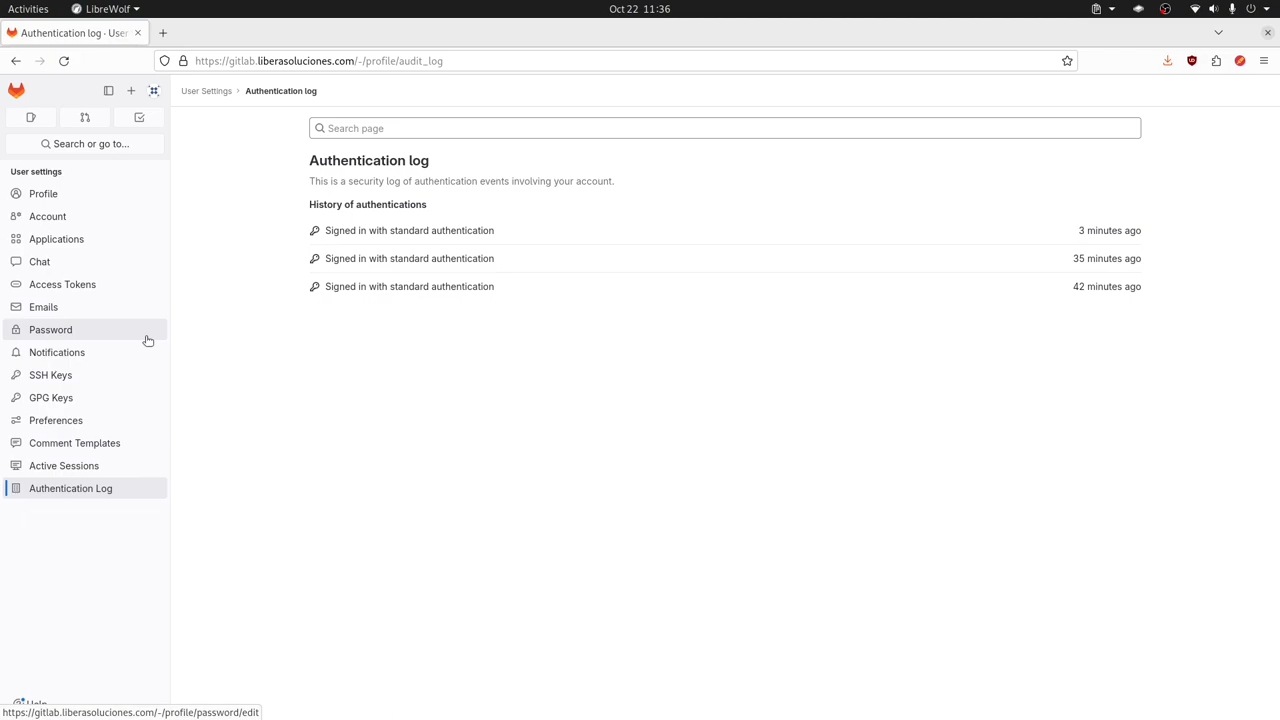 Activities
LibreWolf
Oct 22 11:36
Authentication log · User
https://gitlab.liberasoluciones.com/-/profile/audit_log
User Settings › Authentication log
Search or go to...
User settings
Profile
Account
Applications
Chat
Access Tokens
Emails
Password
Notifications
SSH Keys
GPG Keys
Preferences
Comment Templates
Active Sessions
Authentication Log
Help
Search page
Authentication log
This is a security log of authentication events involving your account.
History of authentications
Signed in with standard authentication 3 minutes ago
Signed in with standard authentication 35 minutes ago
Signed in with standard authentication 42 minutes ago
https://gitlab.liberasoluciones.com/-/profile/password/edit